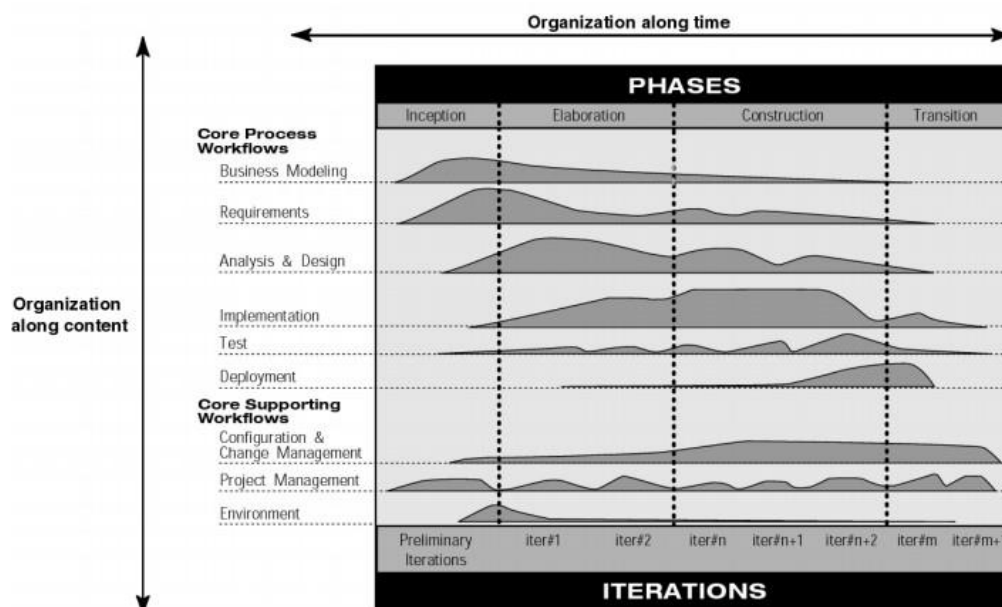 Organization along time
PHASES
Inception Elaboration Construction Transition
Core Process
Workflows
Business Modeling
Requirements
Analysis & Design
Organization
along content
Implementation
Test
Deployment
Core Supporting
Workflows
Configuration &
Change Management
Project Management
Environment
Preliminary
Iterations
iter#1 iter#2 iter#n iter#n+1 iter#n+2 iter#m iter#m+
ITERATIONS